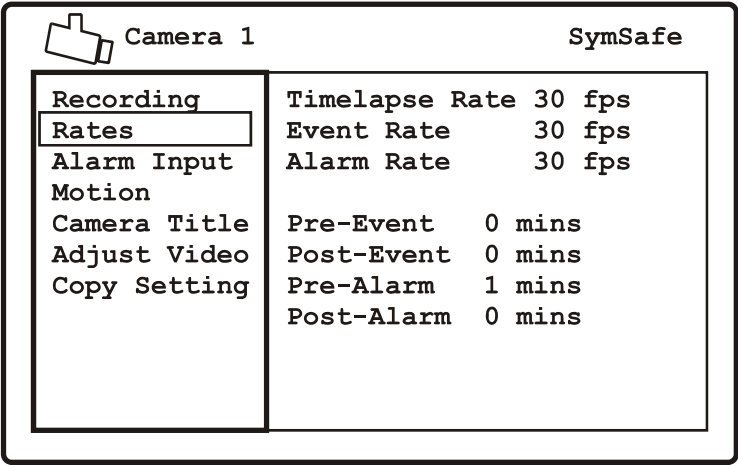 Camera 1 SymSafe
Recording
Rates
Alarm Input
Motion
Camera Title
Adjust Video
Copy Setting
Timelapse Rate 30 fps
Event Rate 30 fps
Alarm Rate 30 fps
Pre-Event 0 mins
Post-Event 0 mins
Pre-Alarm 1 mins
Post-Alarm 0 mins